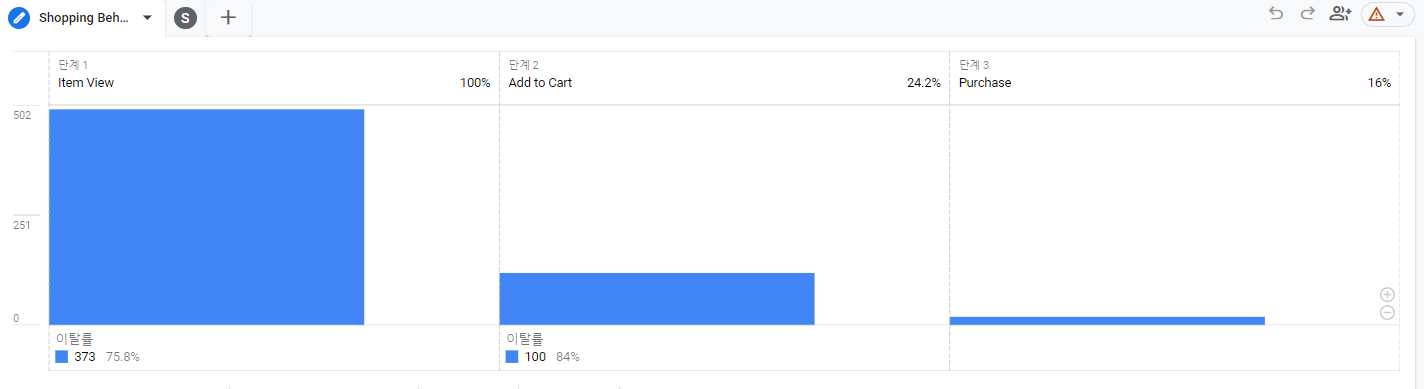 Shopping Beh...
S
단계 1
Item View 100%
단계 2
Add to Cart 24.2%
단계 3
Purchase 16%
502
251
0
이탈률
373 75.8%
이탈률
100 84%